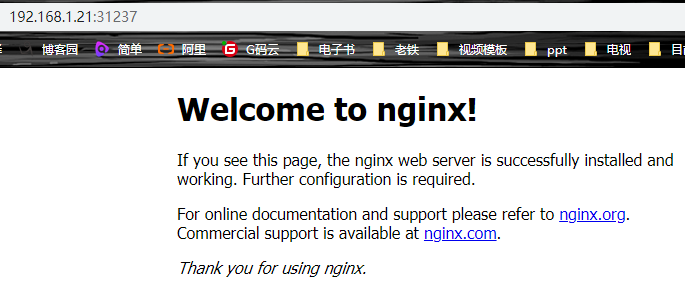 192.168.1.21:31237
博客园 简单 阿里 G码云 电子书 老铁 视频模板 ppt 电视
Welcome to nginx!
If you see this page, the nginx web server is successfully installed and
working. Further configuration is required.
For online documentation and support please refer to nginx.org.
Commercial support is available at nginx.com.
Thank you for using nginx.